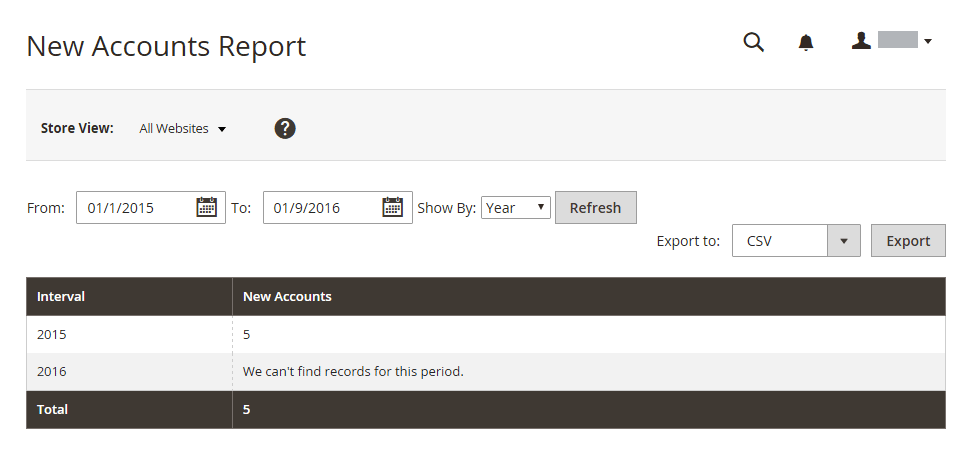 New Accounts Report
Store View: All Websites ?
From: 01/1/2015 To: 01/9/2016 Show By: Year Refresh
Export to: CSV Export
Interval New Accounts
2015 5
2016 We can't find records for this period.
Total 5